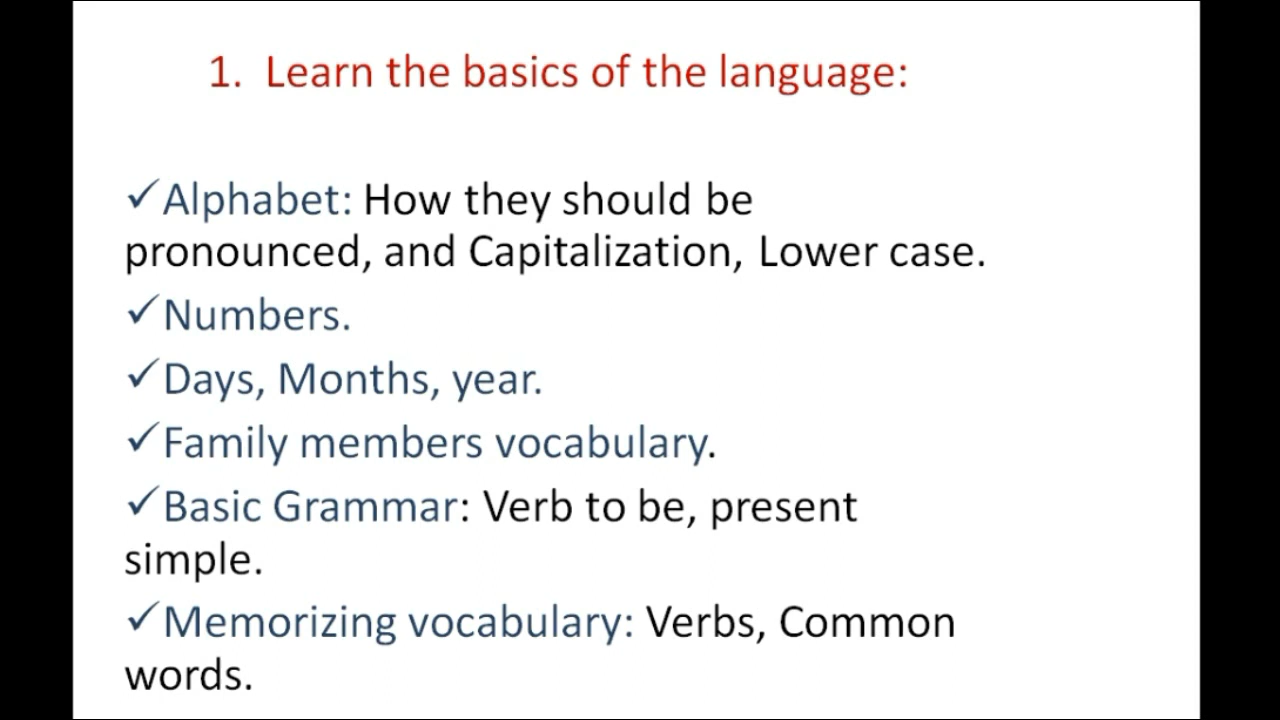 1. Learn the basics of the language:
✓Alphabet: How they should be
pronounced, and Capitalization, Lower case.
✓Numbers.
✓Days, Months, year.
✓Family members vocabulary.
✓Basic Grammar: Verb to be, present
simple.
✓Memorizing vocabulary: Verbs, Common
words.